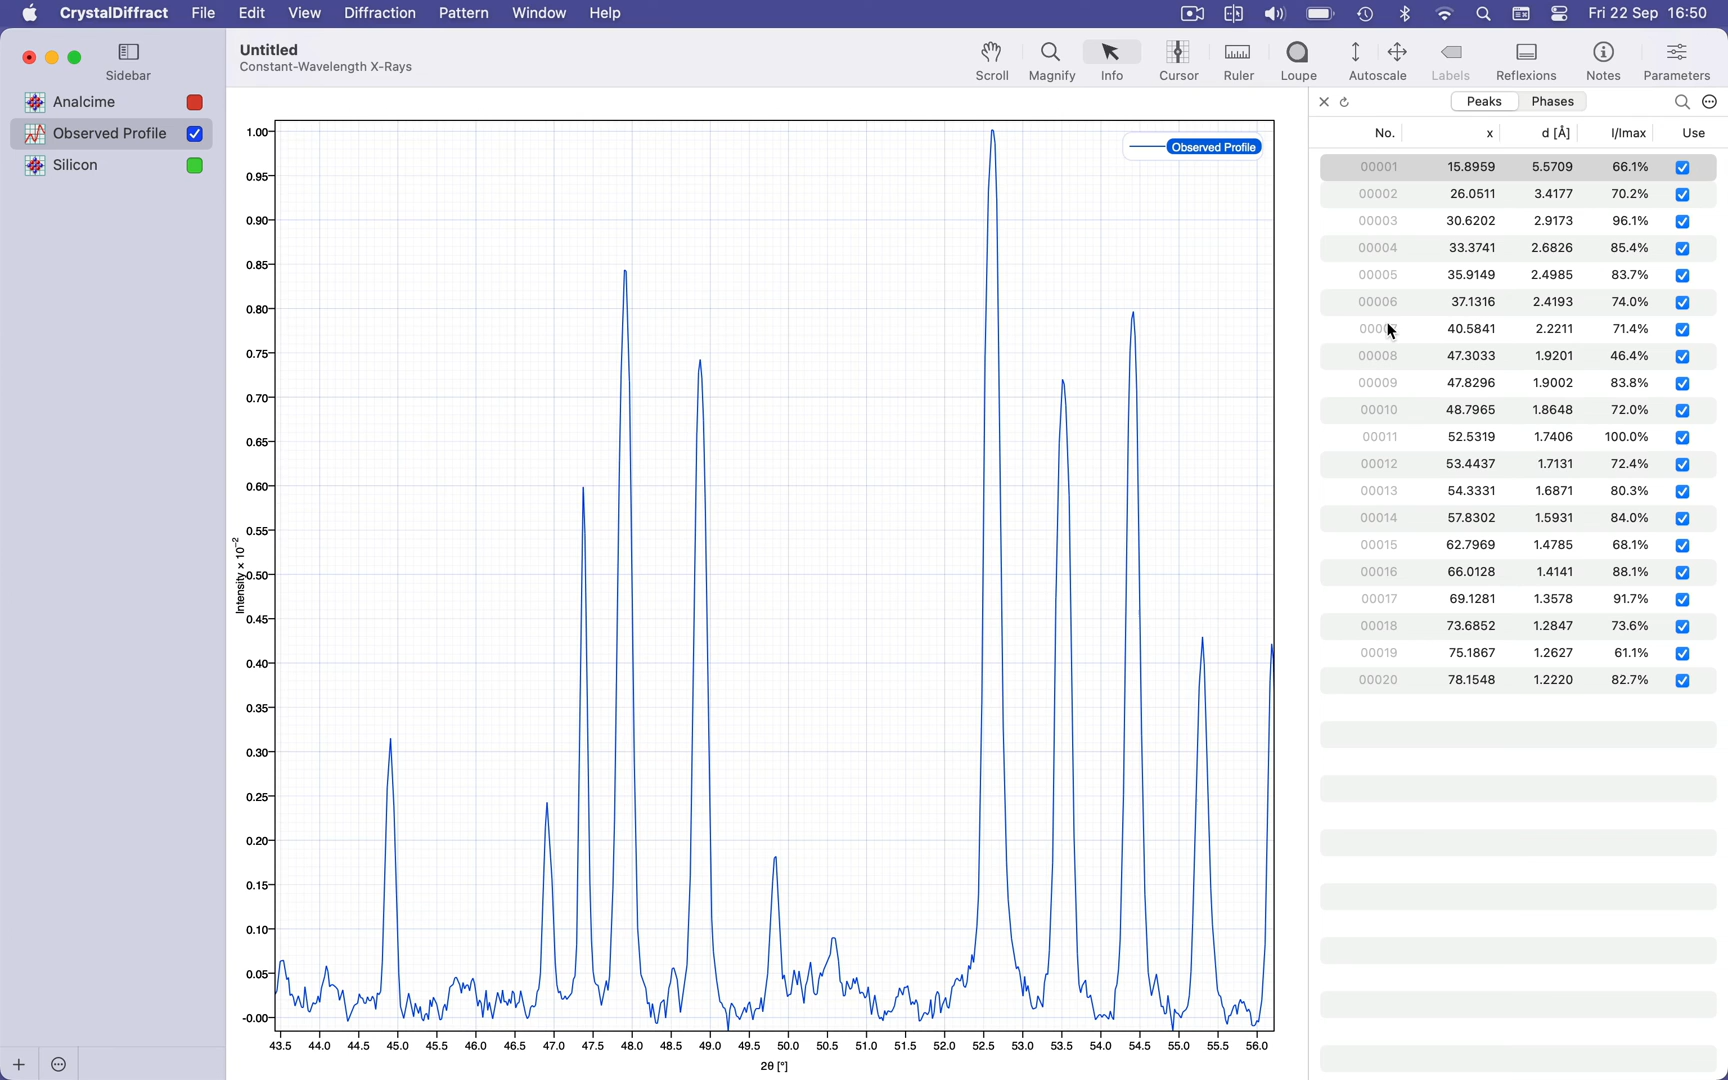 CrystalDiffract File Edit View Diffraction Pattern Window Help Fri 22 Sep 16:50
Sidebar
Untitled
Constant-Wavelength X-Rays
Scroll Magnify Info Cursor Ruler Loupe Autoscale Labels Reflexions Notes Parameters
Analcime
Observed Profile
Silicon
Peaks Phases
No. x d [Å] I/Imax Use
00001 15.8959 5.5709 66.1%
00002 26.0511 3.4177 70.2%
00003 30.6202 2.9173 96.1%
00004 33.3741 2.6826 85.4%
00005 35.9149 2.4985 83.7%
00006 37.1316 2.4193 74.0%
40.5841 2.2211 71.4%
00008 47.3033 1.9201 46.4%
00009 47.8296 1.9002 83.8%
00010 48.7965 1.8648 72.0%
00011 52.5319 1.7406 100.0%
00012 53.4437 1.7131 72.4%
00013 54.3331 1.6871 80.3%
00014 57.8302 1.5931 84.0%
00015 62.7969 1.4785 68.1%
00016 66.0128 1.4141 88.1%
00017 69.1281 1.3578 91.7%
00018 73.6852 1.2847 73.6%
00019 75.1867 1.2627 61.1%
00020 78.1548 1.2220 82.7%
Observed Profile
1.00
0.95
0.90
0.85
0.80
0.75
0.70
0.65
0.60
0.55
0.50
0.45
0.40
0.35
0.30
0.25
0.20
0.15
0.10
0.05
-0.00
Intensity × 10⁻²
43.5 44.0 44.5 45.0 45.5 46.0 46.5 47.0 47.5 48.0 48.5 49.0 49.5 50.0 50.5 51.0 51.5 52.0 52.5 53.0 53.5 54.0 54.5 55.0 55.5 56.0
2θ [°]